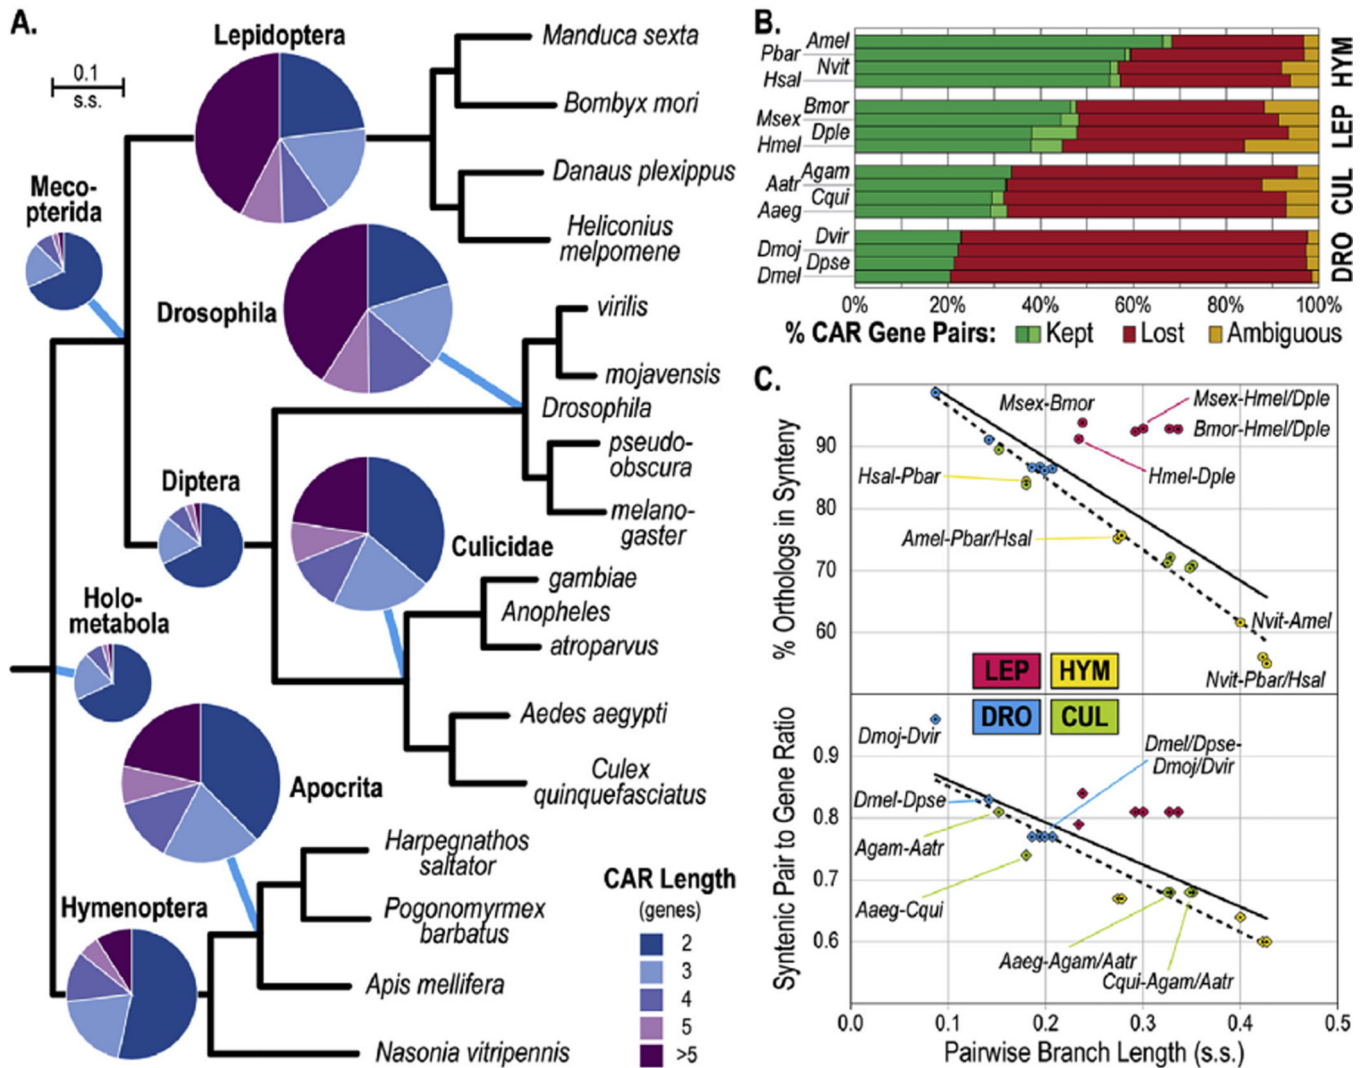 A.
0.1
s.s.
Lepidoptera
Manduca sexta
Bombyx mori
Danaus plexippus
Heliconius
melpomene
Meco-
pterida
Drosophila
virilis
mojavensis
Drosophila
pseudo-
obscura
melano-
gaster
Diptera
Culicidae
gambiae
Anopheles
atroparvus
Holo-
metabola
Aedes aegypti
Culex
quinquefasciatus
Apocrita
Harpegnathos
saltator
Pogonomyrmex
barbatus
Hymenoptera
Apis mellifera
Nasonia vitripennis
CAR Length
(genes)
2
3
4
5
>5
B.
Amel
Pbar
Nvit
Hsal
HYM
Bmor
Msex
Dple
Hmel
LEP
Agam
Aatr
Cqui
Aaeg
CUL
Dvir
Dmoj
Dpse
Dmel
DRO
0% 20% 40% 60% 80% 100%
% CAR Gene Pairs: Kept Lost Ambiguous
C.
% Orthologs in Synteny
90
80
70
60
Msex-Bmor
Msex-Hmel/Dple
Bmor-Hmel/Dple
Hmel-Dple
Hsal-Pbar
Amel-Pbar/Hsal
Nvit-Amel
Nvit-Pbar/Hsal
LEP HYM
DRO CUL
Syntenic Pair to Gene Ratio
0.9
0.8
0.7
0.6
Dmoj-Dvir
Dmel/Dpse-
Dmoj/Dvir
Dmel-Dpse
Agam-Aatr
Aaeg-Cqui
Aaeg-Agam/Aatr
Cqui-Agam/Aatr
0.0 0.1 0.2 0.3 0.4 0.5
Pairwise Branch Length (s.s.)